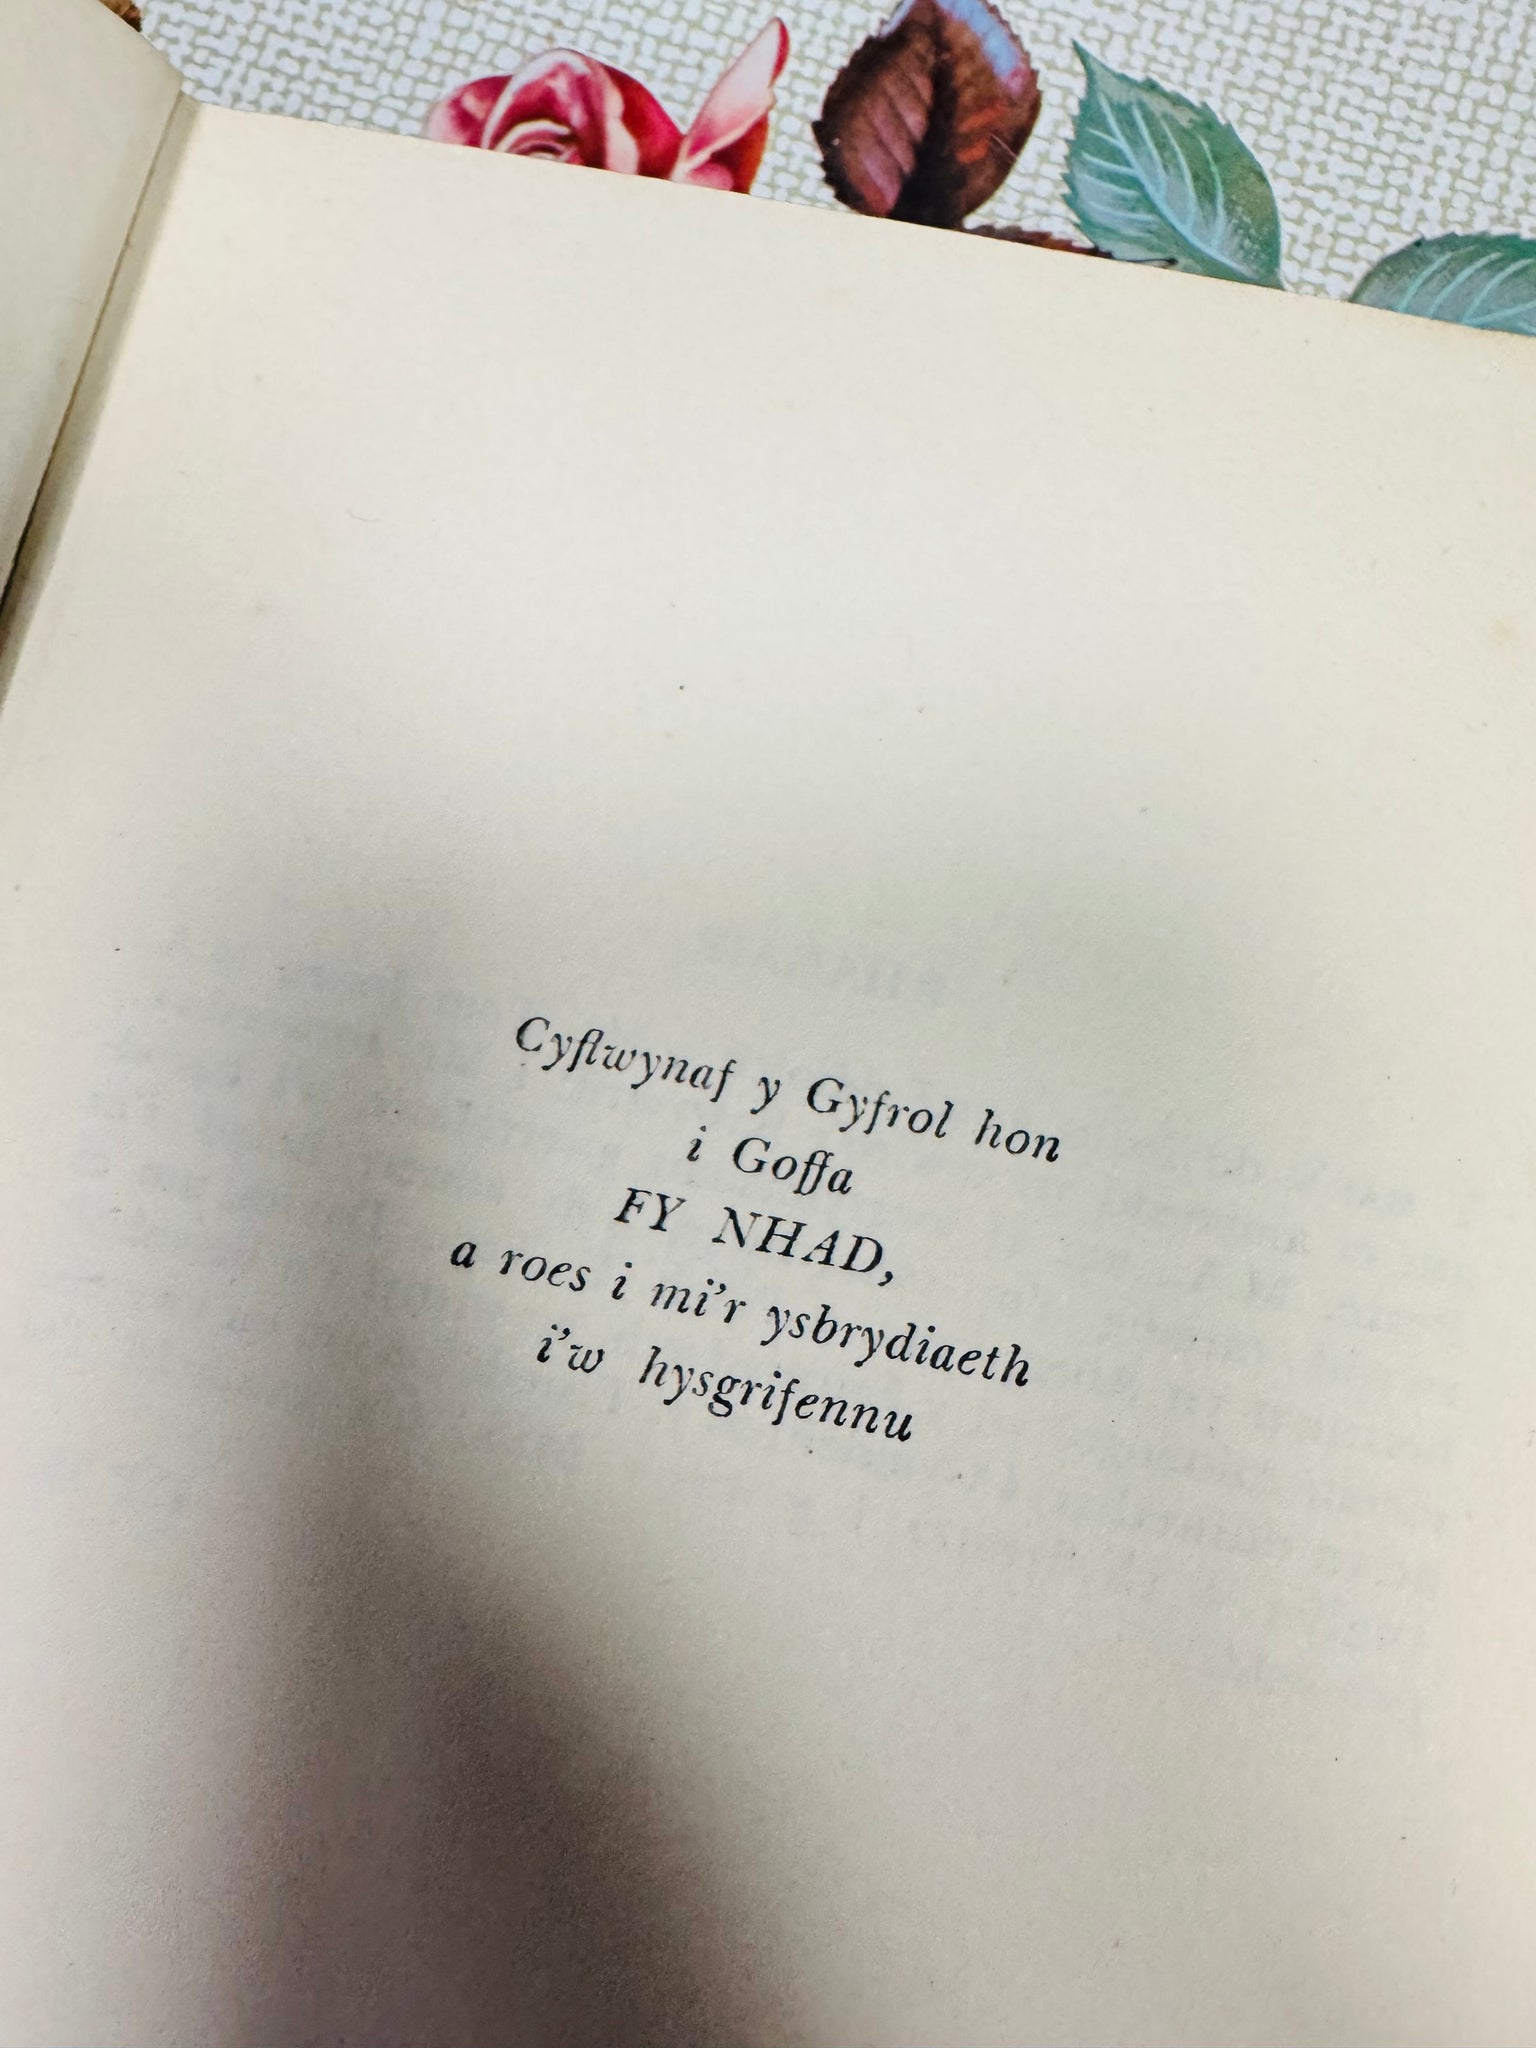 Cyflwynaf y Gyfrol hon
i Goffa
FY NHAD,
a roes i mi'r ysbrydiaeth
i'w hysgrifennu